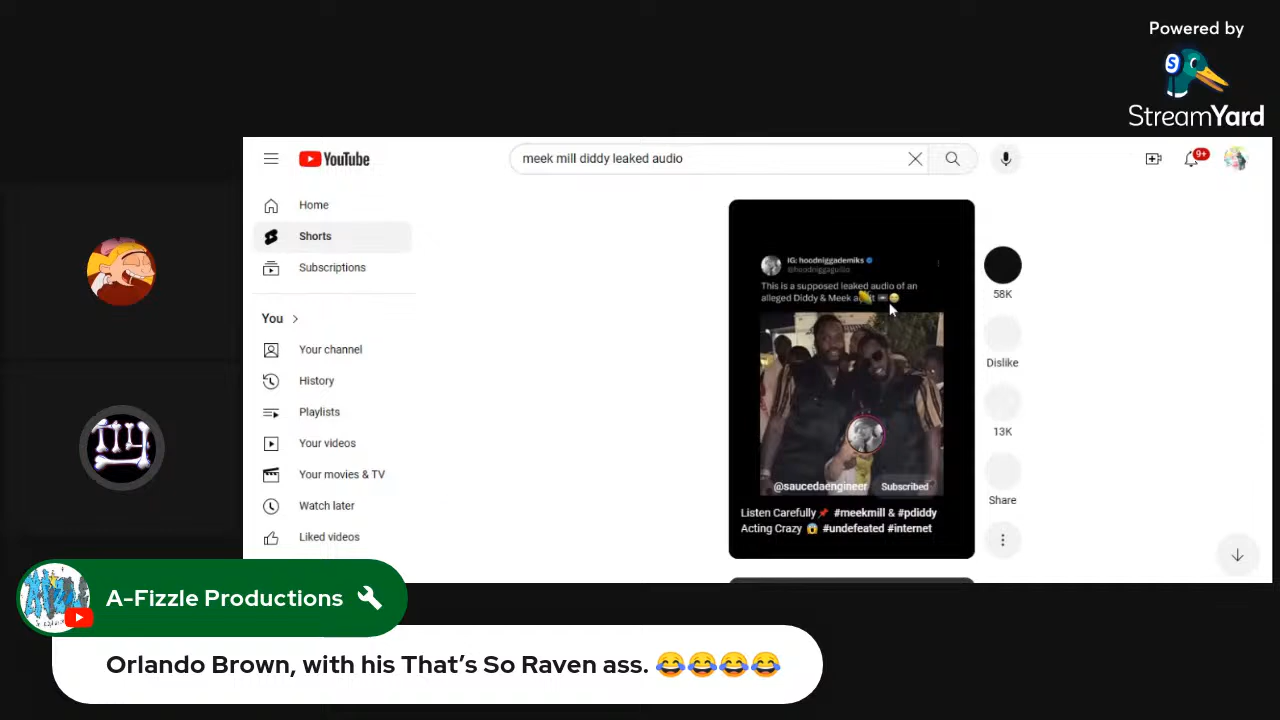 Powered by
StreamYard
YouTube
meek mill diddy leaked audio
9+
Home
Shorts
Subscriptions
You
Your channel
History
Playlists
Your videos
Your movies & TV
Watch later
Liked videos
IG: hoodniggademiks
This is a supposed leaked audio of an
alleged Diddy & Meek
@saucedaengineer Subscribed
Listen Carefully📌 #meekmill & #pdiddy
Acting Crazy 😱 #undefeated #internet
58K
Dislike
13K
Share
A-Fizzle Productions
Orlando Brown, with his That’s So Raven ass. 😂😂😂😂